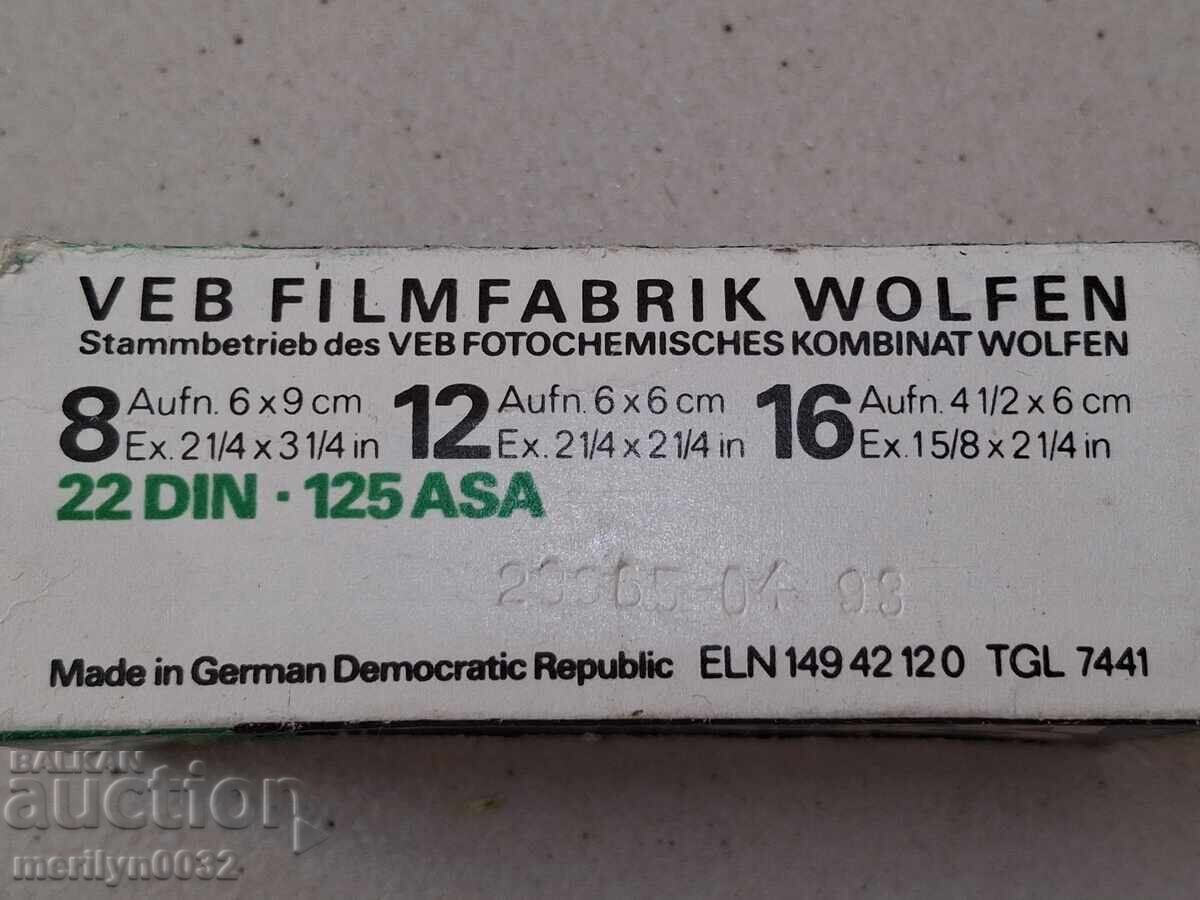 VEB FILMFABRIK WOLFEN
Stammbetrieb des VEB FOTOCHEMISCHES KOMBINAT WOLFEN
8 Aufn. 6 x 9 cm
Ex. 2 1/4 x 3 1/4 in
12 Aufn. 6 x 6 cm
Ex. 2 1/4 x 2 1/4 in
16 Aufn. 4 1/2 x 6 cm
Ex. 1 5/8 x 2 1/4 in
22 DIN · 125 ASA
04 93
Made in German Democratic Republic ELN 149 42 120 TGL 7441
BALKAN
auction
merilyn0032